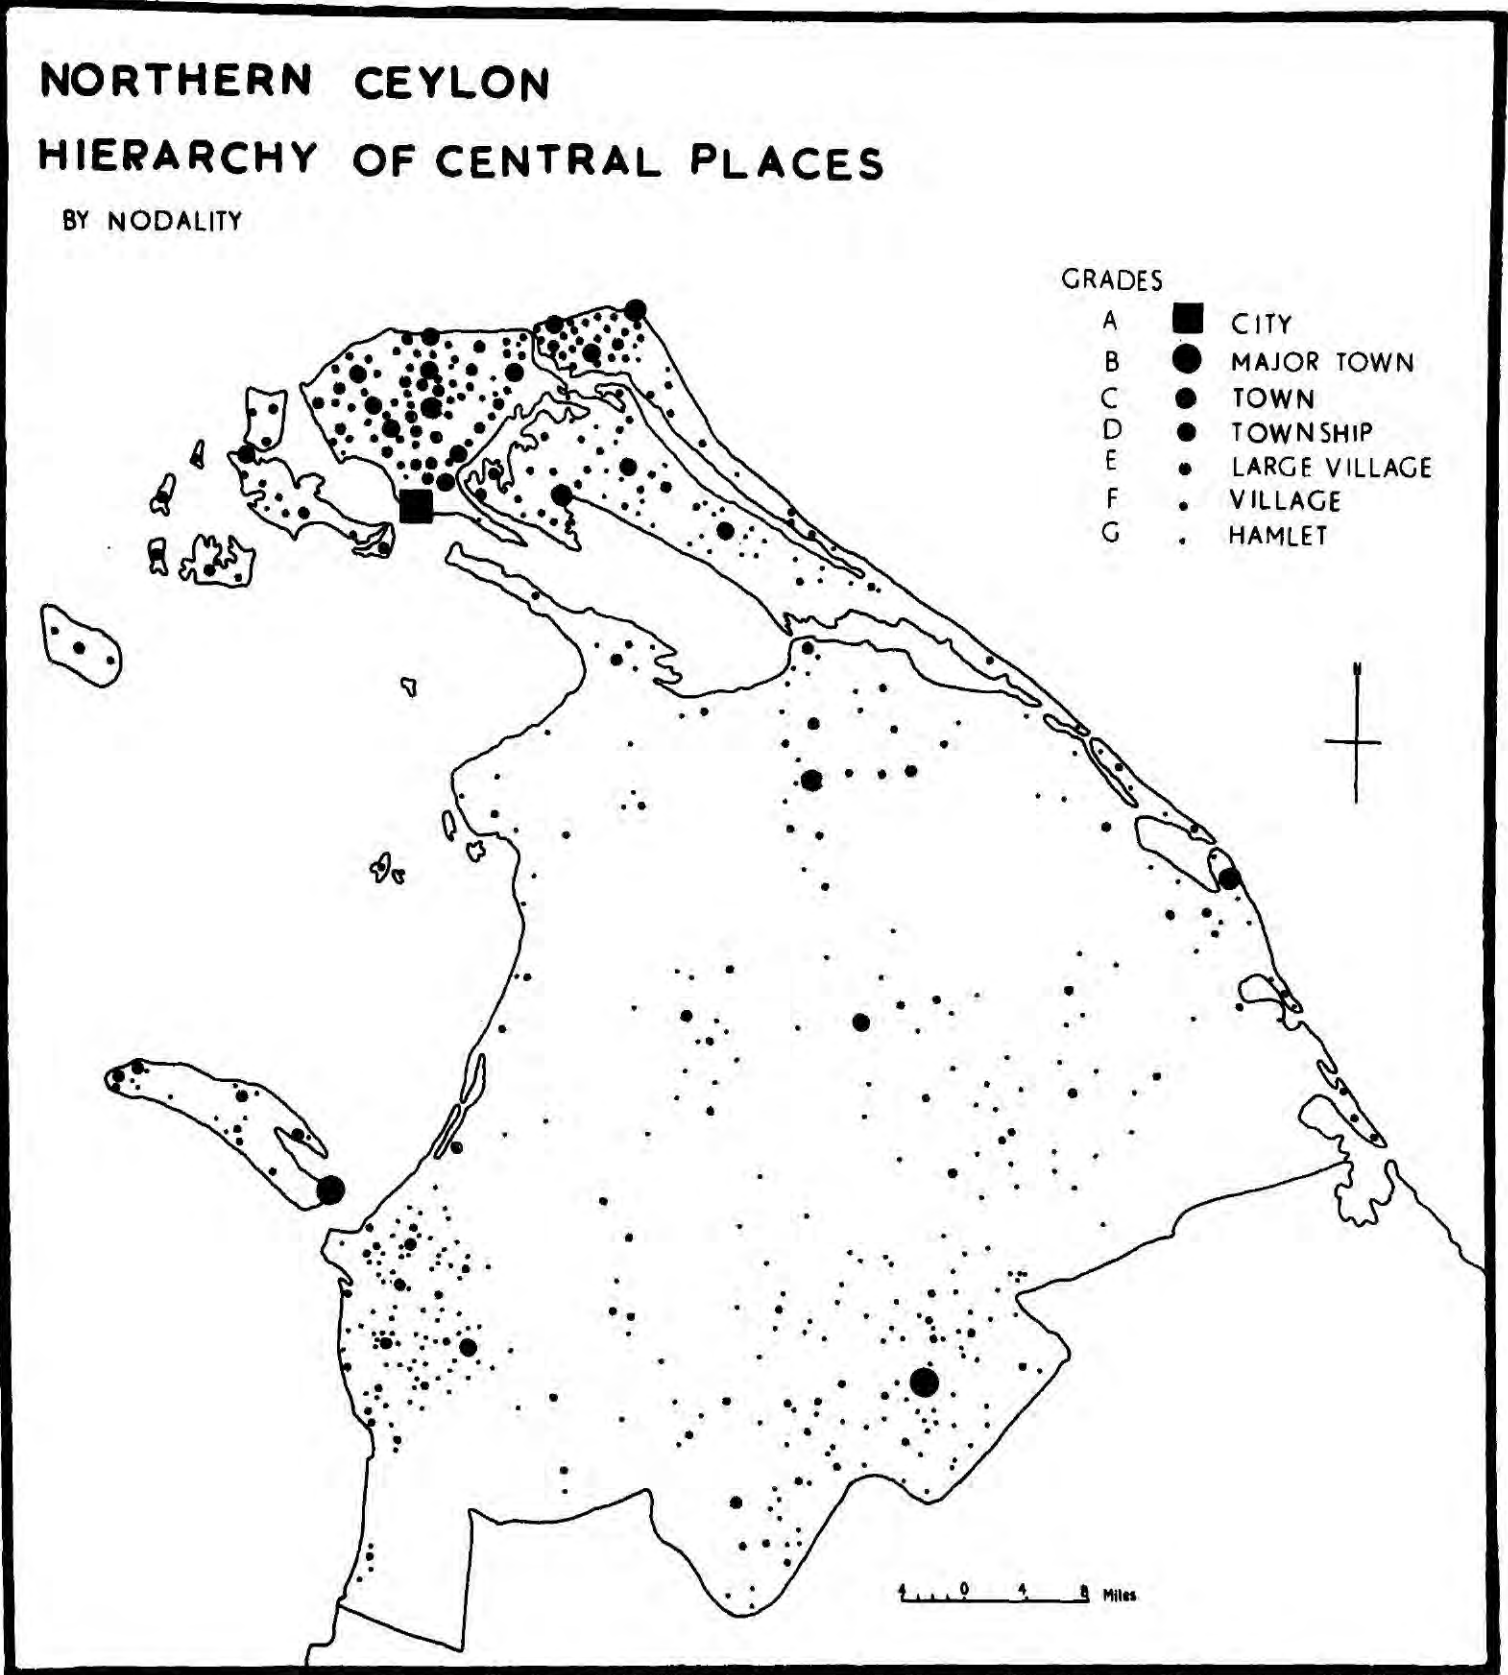 NORTHERN CEYLON
HIERARCHY OF CENTRAL PLACES
BY NODALITY
GRADES
A CITY
B MAJOR TOWN
C TOWN
D TOWNSHIP
E LARGE VILLAGE
F VILLAGE
G HAMLET
N
4 0 4 8 Miles